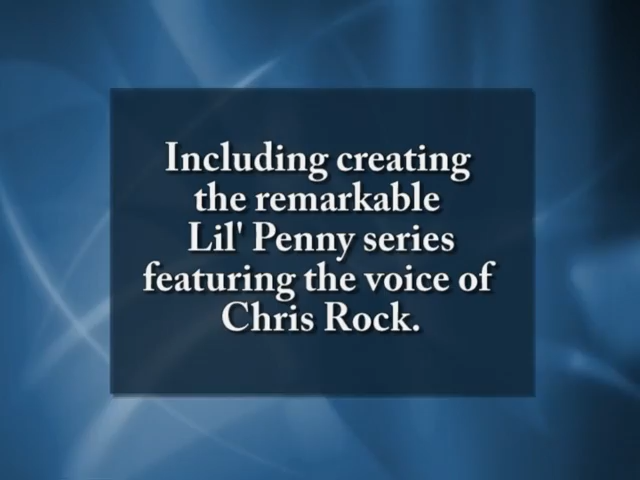 Including creating
the remarkable
Lil' Penny series
featuring the voice of
Chris Rock.